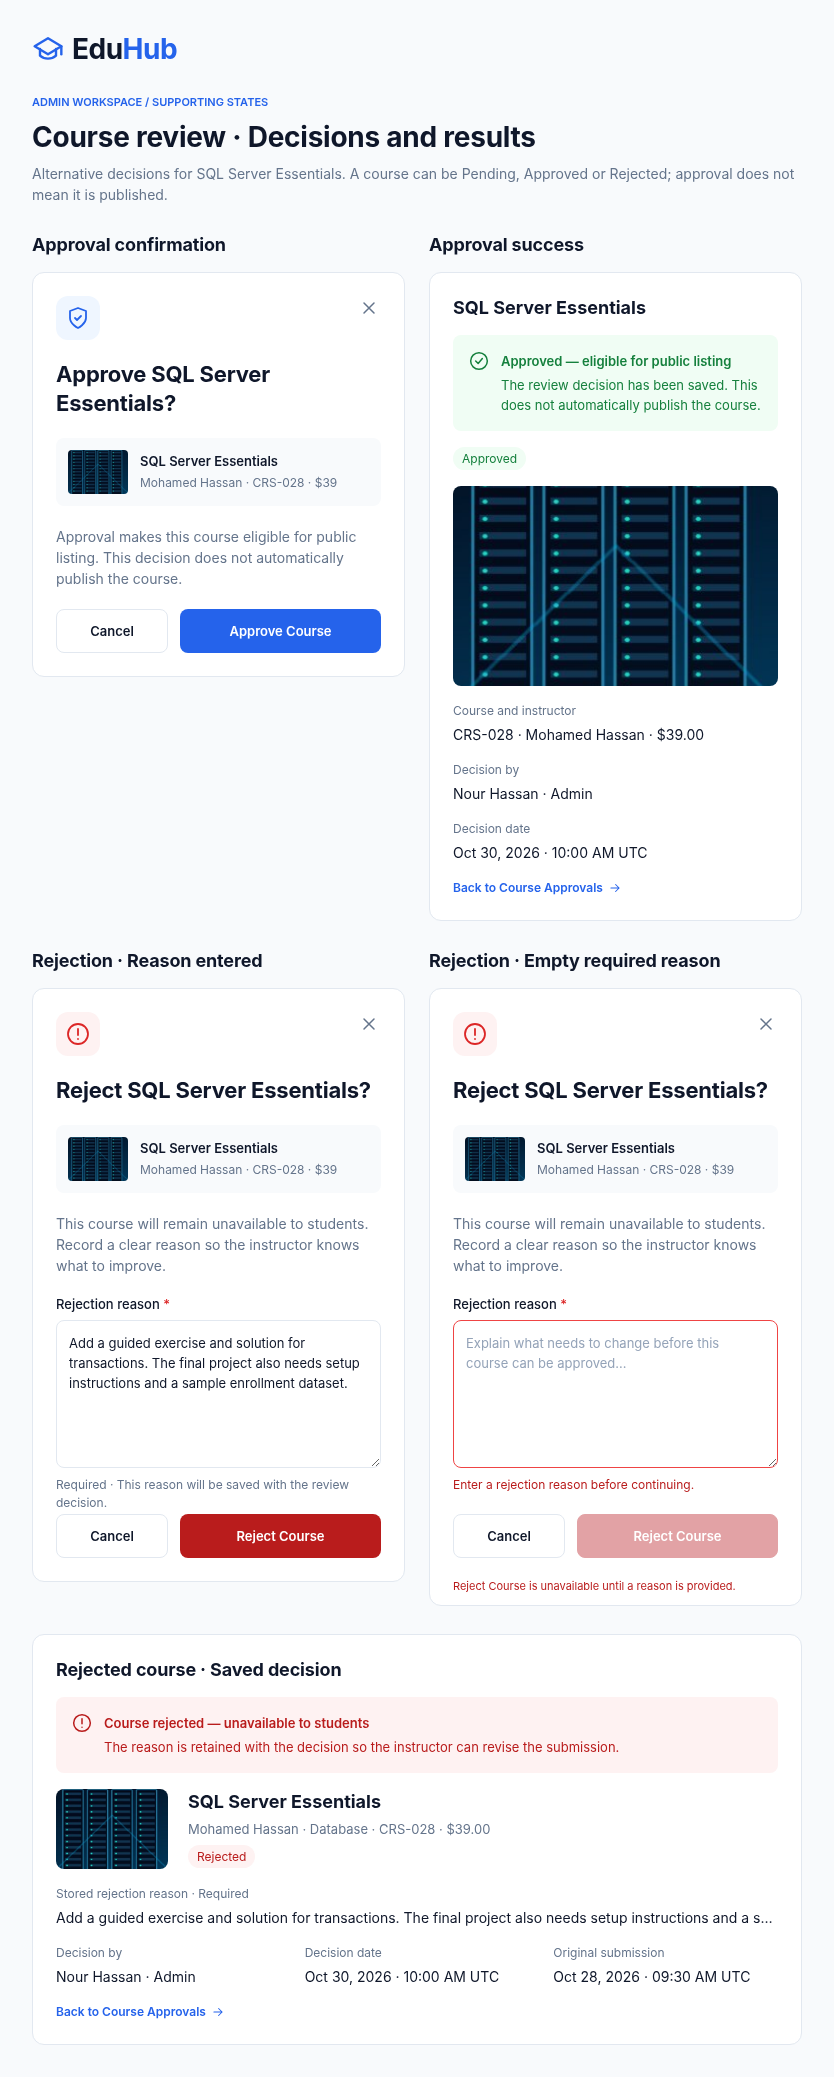 EduHub
ADMIN WORKSPACE / SUPPORTING STATES
Course review · Decisions and results
Alternative decisions for SQL Server Essentials. A course can be Pending, Approved or Rejected; approval does not
mean it is published.
Approval confirmation
Approve SQL Server
Essentials?
SQL Server Essentials
Mohamed Hassan · CRS-028 · $39
Approval makes this course eligible for public
listing. This decision does not automatically
publish the course.
Cancel
Approve Course
Approval success
SQL Server Essentials
Approved — eligible for public listing
The review decision has been saved. This
does not automatically publish the course.
Approved
Course and instructor
CRS-028 · Mohamed Hassan · $39.00
Decision by
Nour Hassan · Admin
Decision date
Oct 30, 2026 · 10:00 AM UTC
Back to Course Approvals →
Rejection · Reason entered
Reject SQL Server Essentials?
SQL Server Essentials
Mohamed Hassan · CRS-028 · $39
This course will remain unavailable to students.
Record a clear reason so the instructor knows
what to improve.
Rejection reason *
Add a guided exercise and solution for
transactions. The final project also needs setup
instructions and a sample enrollment dataset.
Required · This reason will be saved with the review
decision.
Cancel
Reject Course
Rejection · Empty required reason
Reject SQL Server Essentials?
SQL Server Essentials
Mohamed Hassan · CRS-028 · $39
This course will remain unavailable to students.
Record a clear reason so the instructor knows
what to improve.
Rejection reason *
Explain what needs to change before this
course can be approved...
Enter a rejection reason before continuing.
Cancel
Reject Course
Reject Course is unavailable until a reason is provided.
Rejected course · Saved decision
Course rejected — unavailable to students
The reason is retained with the decision so the instructor can revise the submission.
SQL Server Essentials
Mohamed Hassan · Database · CRS-028 · $39.00
Rejected
Stored rejection reason · Required
Add a guided exercise and solution for transactions. The final project also needs setup instructions and a s...
Decision by
Nour Hassan · Admin
Decision date
Oct 30, 2026 · 10:00 AM UTC
Original submission
Oct 28, 2026 · 09:30 AM UTC
Back to Course Approvals →